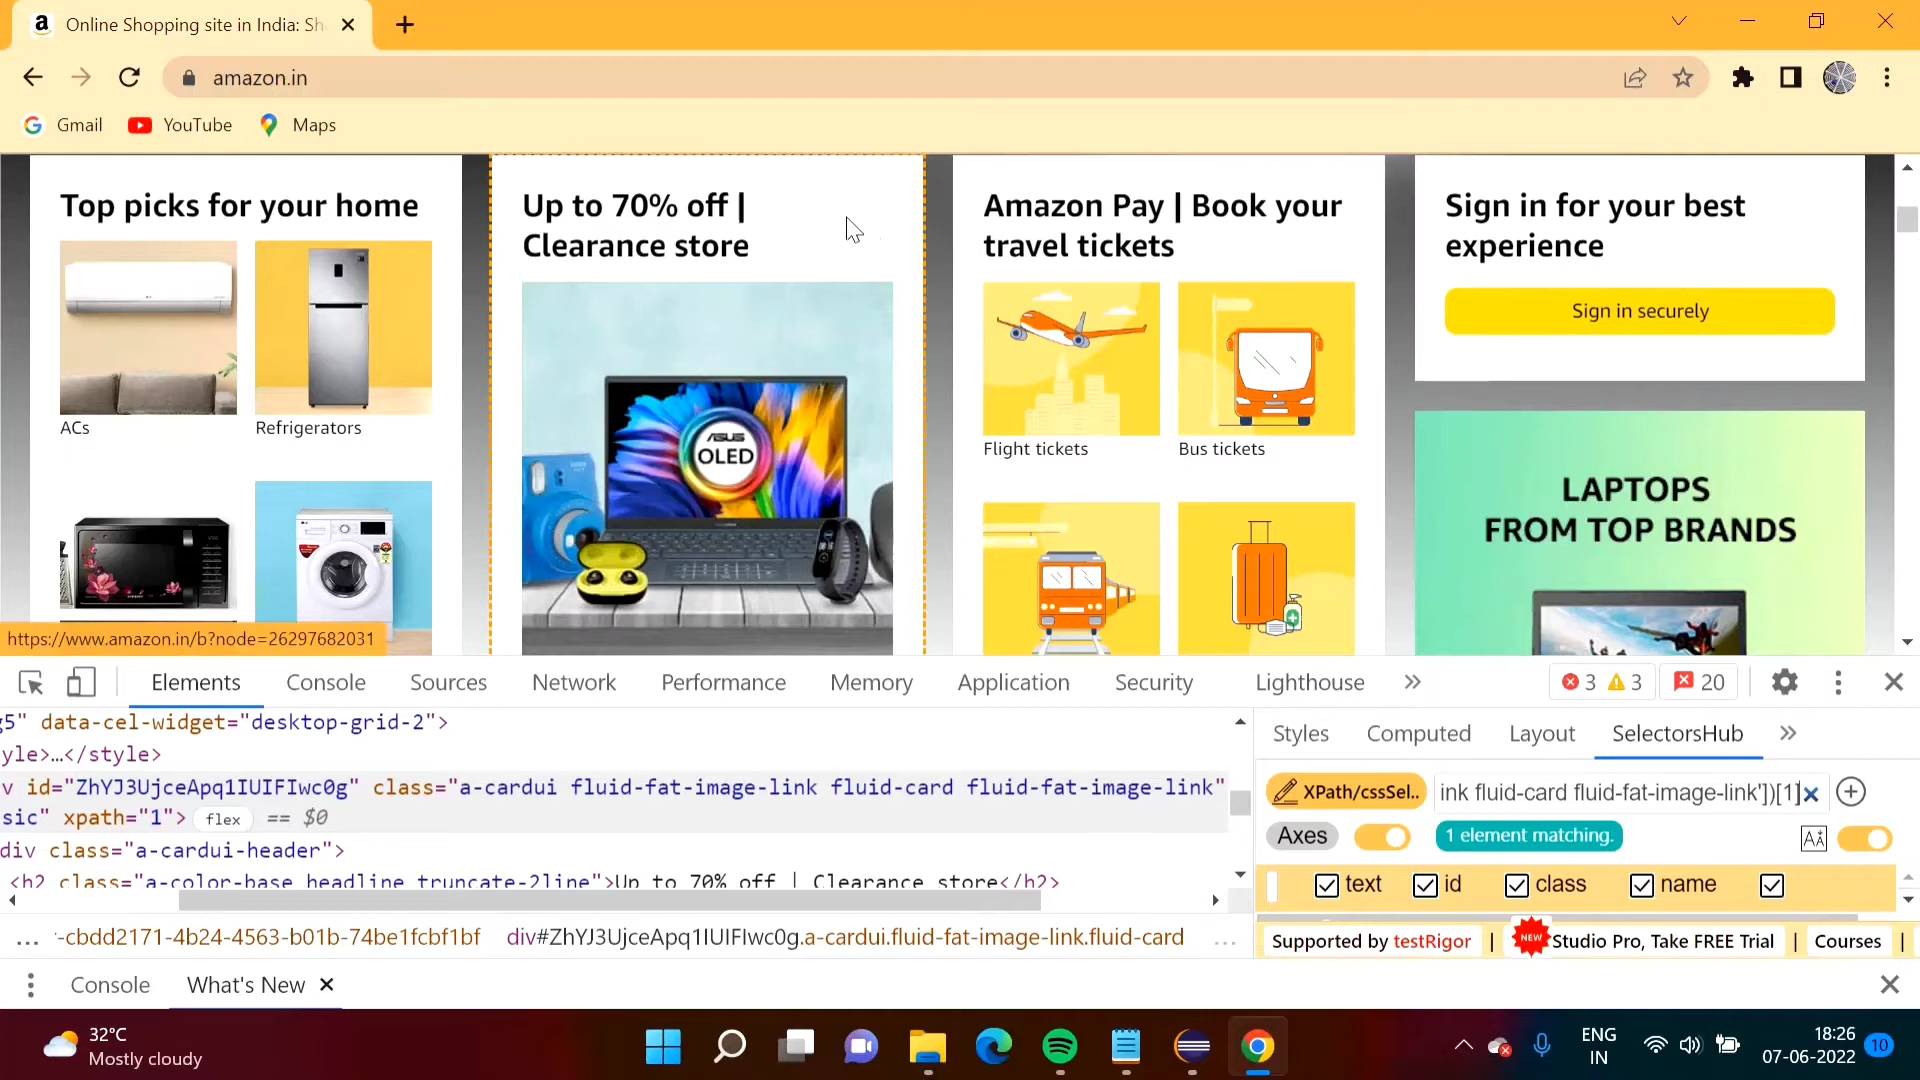 a Online Shopping site in India: Sh
amazon.in
Gmail YouTube Maps
Top picks for your home
ACs
Refrigerators
Up to 70% off |
Clearance store
ASUS
OLED
Amazon Pay | Book your
travel tickets
Flight tickets
Bus tickets
Sign in for your best
experience
Sign in securely
LAPTOPS
FROM TOP BRANDS
https://www.amazon.in/b?node=26297682031
Elements Console Sources Network Performance Memory Application Security Lighthouse » 3 3 20
g5" data-cel-widget="desktop-grid-2">
yle>…</style>
v id="ZhYJ3UjceApq1IUIFIwc0g" class="a-cardui fluid-fat-image-link fluid-card fluid-fat-image-link"
sic" xpath="1"> flex == $0
div class="a-cardui-header">
<h2 class="a-color-base headline truncate-2line">Up to 70% off | Clearance store</h2>
... -cbdd2171-4b24-4563-b01b-74be1fcbf1bf div#ZhYJ3UjceApq1IUIFIwc0g.a-cardui.fluid-fat-image-link.fluid-card ...
Styles Computed Layout SelectorsHub »
XPath/cssSel.. ink fluid-card fluid-fat-image-link'])[1]
Axes 1 element matching.
text id class name
Supported by testRigor | NEW Studio Pro, Take FREE Trial | Courses |
Console What's New
32°C
Mostly cloudy
ENG
IN
18:26
07-06-2022
10